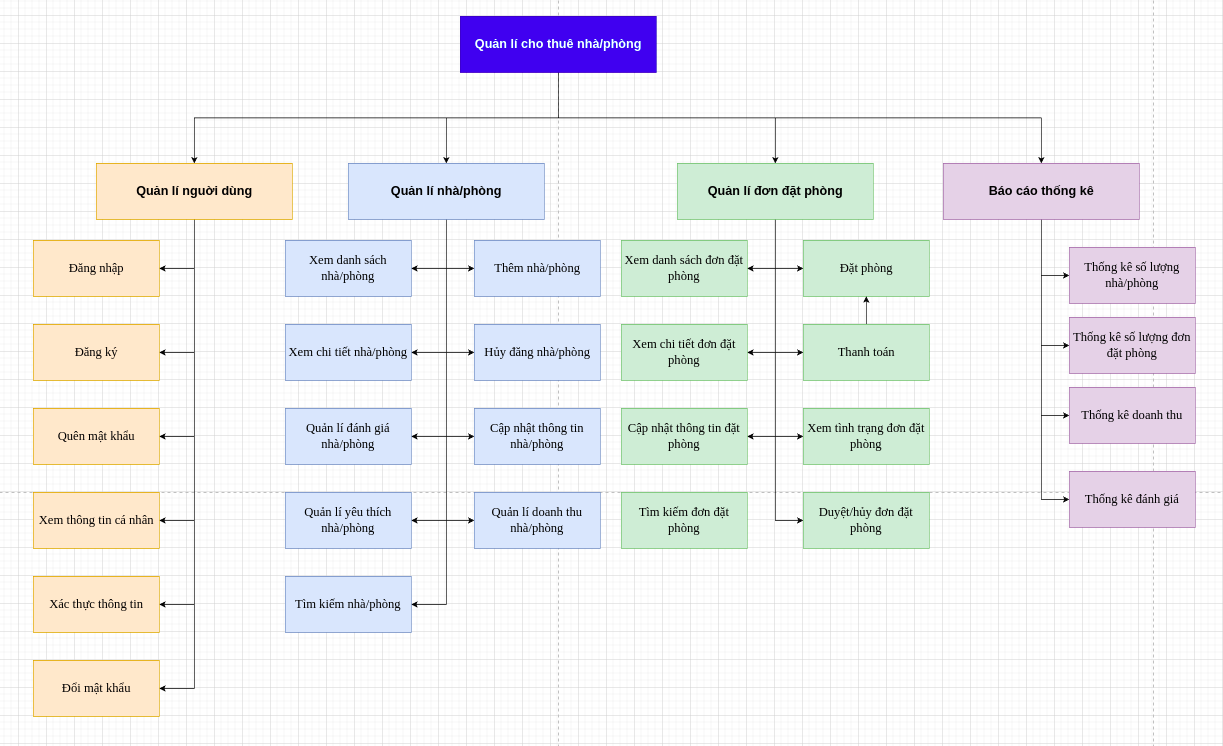 Quản lí cho thuê nhà/phòng
Quản lí người dùng
Quản lí nhà/phòng
Quản lí đơn đặt phòng
Báo cáo thống kê
Đăng nhập
Đăng ký
Quên mật khẩu
Xem thông tin cá nhân
Xác thực thông tin
Đổi mật khẩu
Xem danh sách
nhà/phòng
Xem chi tiết nhà/phòng
Quản lí đánh giá
nhà/phòng
Quản lí yêu thích
nhà/phòng
Tìm kiếm nhà/phòng
Thêm nhà/phòng
Hủy đăng nhà/phòng
Cập nhật thông tin
nhà/phòng
Quản lí doanh thu
nhà/phòng
Xem danh sách đơn đặt
phòng
Xem chi tiết đơn đặt
phòng
Cập nhật thông tin đặt
phòng
Tìm kiếm đơn đặt
phòng
Đặt phòng
Thanh toán
Xem tình trạng đơn đặt
phòng
Duyệt/hủy đơn đặt
phòng
Thống kê số lượng
nhà/phòng
Thống kê số lượng đơn
đặt phòng
Thống kê doanh thu
Thống kê đánh giá